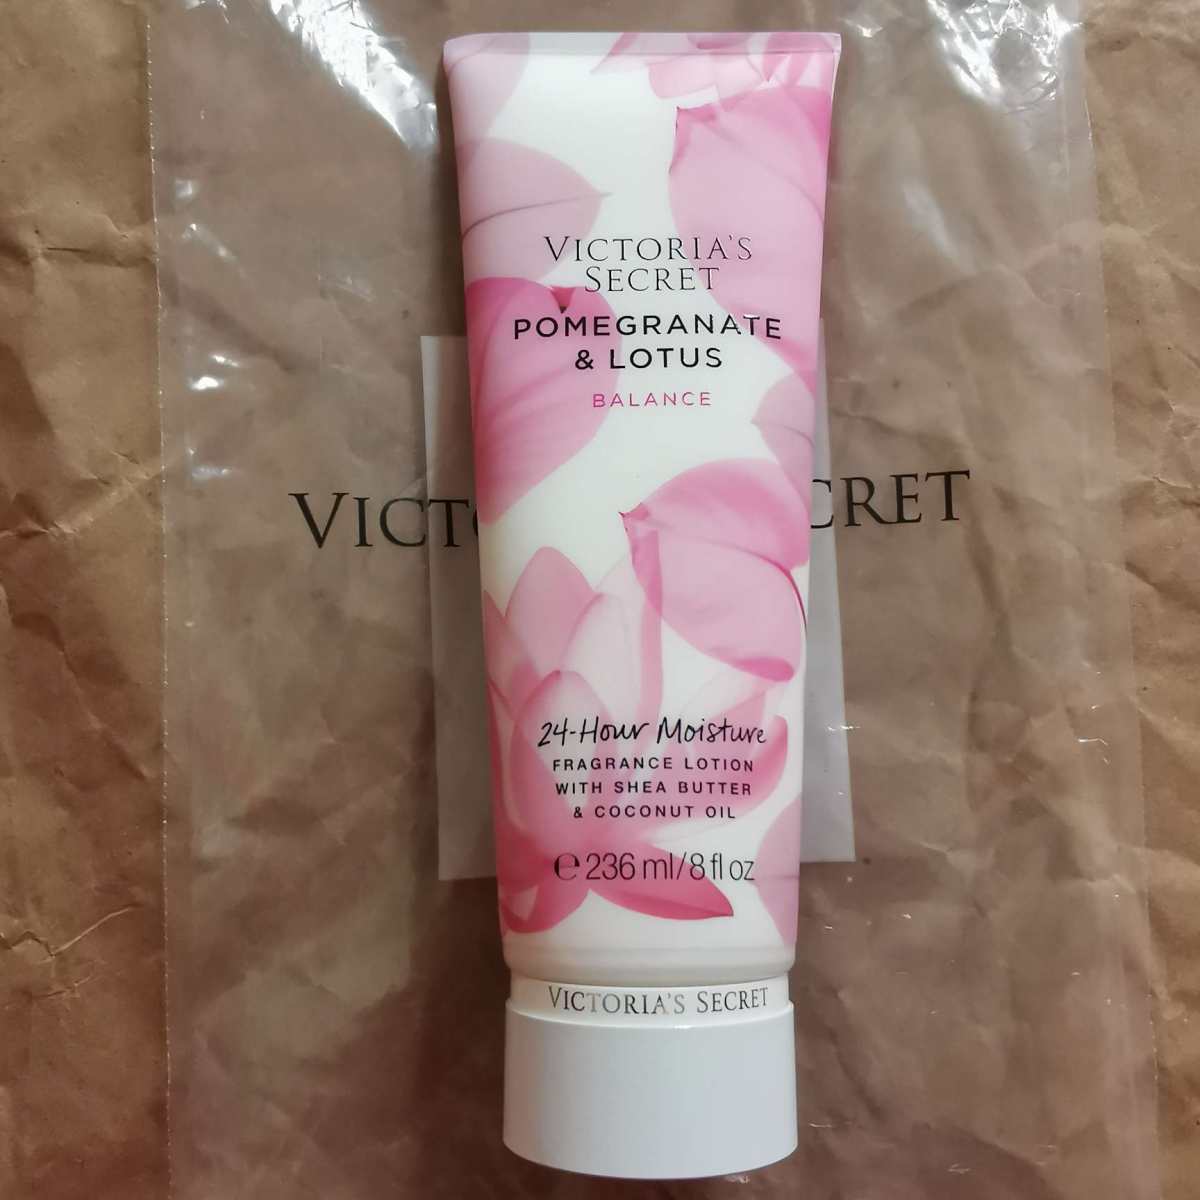 VICTORIA'S
SECRET
POMEGRANATE
& LOTUS
BALANCE
VICT
CRET
24-Hour Moisture
FRAGRANCE LOTION
WITH SHEA BUTTER
& COCONUT OIL
℮ 236 ml/8 fl oz
VICTORIA'S SECRET